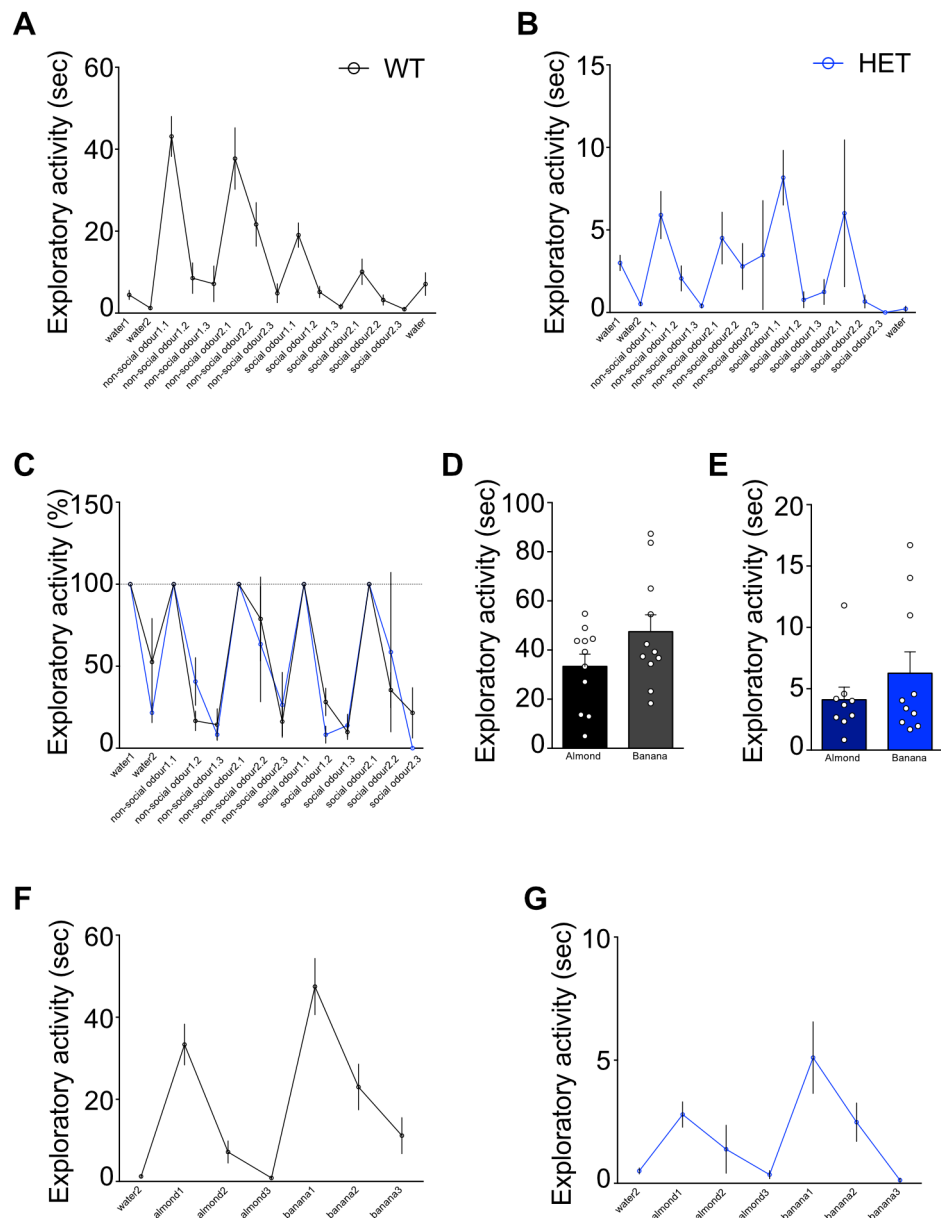 A
Exploratory activity (sec)
60
40
20
0
WT
water1
water2
non-social odour1.1
non-social odour1.2
non-social odour1.3
non-social odour2.1
non-social odour2.2
non-social odour2.3
social odour1.1
social odour1.2
social odour1.3
social odour2.1
social odour2.2
social odour2.3
water
B
Exploratory activity (sec)
15
10
5
0
HET
water1
water2
non-social odour1.1
non-social odour1.2
non-social odour1.3
non-social odour2.1
non-social odour2.2
non-social odour2.3
social odour1.1
social odour1.2
social odour1.3
social odour2.1
social odour2.2
social odour2.3
water
C
Exploratory activity (%)
150
100
50
0
water1
water2
non-social odour1.1
non-social odour1.2
non-social odour1.3
non-social odour2.1
non-social odour2.2
non-social odour2.3
social odour1.1
social odour1.2
social odour1.3
social odour2.1
social odour2.2
social odour2.3
D
Exploratory activity (sec)
100
80
60
40
20
0
Almond
Banana
E
Exploratory activity (sec)
20
15
10
5
0
Almond
Banana
F
Exploratory activity (sec)
60
40
20
0
water2
almond1
almond2
almond3
banana1
banana2
banana3
G
Exploratory activity (sec)
10
5
0
water2
almond1
almond2
almond3
banana1
banana2
banana3